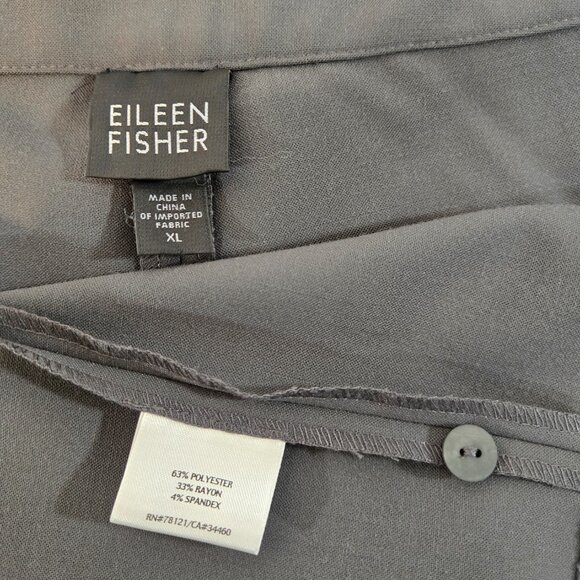 EILEEN
FISHER
MADE IN
CHINA
OF IMPORTED
FABRIC
XL
63% POLYESTER
33% RAYON
4% SPANDEX
RN#78121/CA#34460